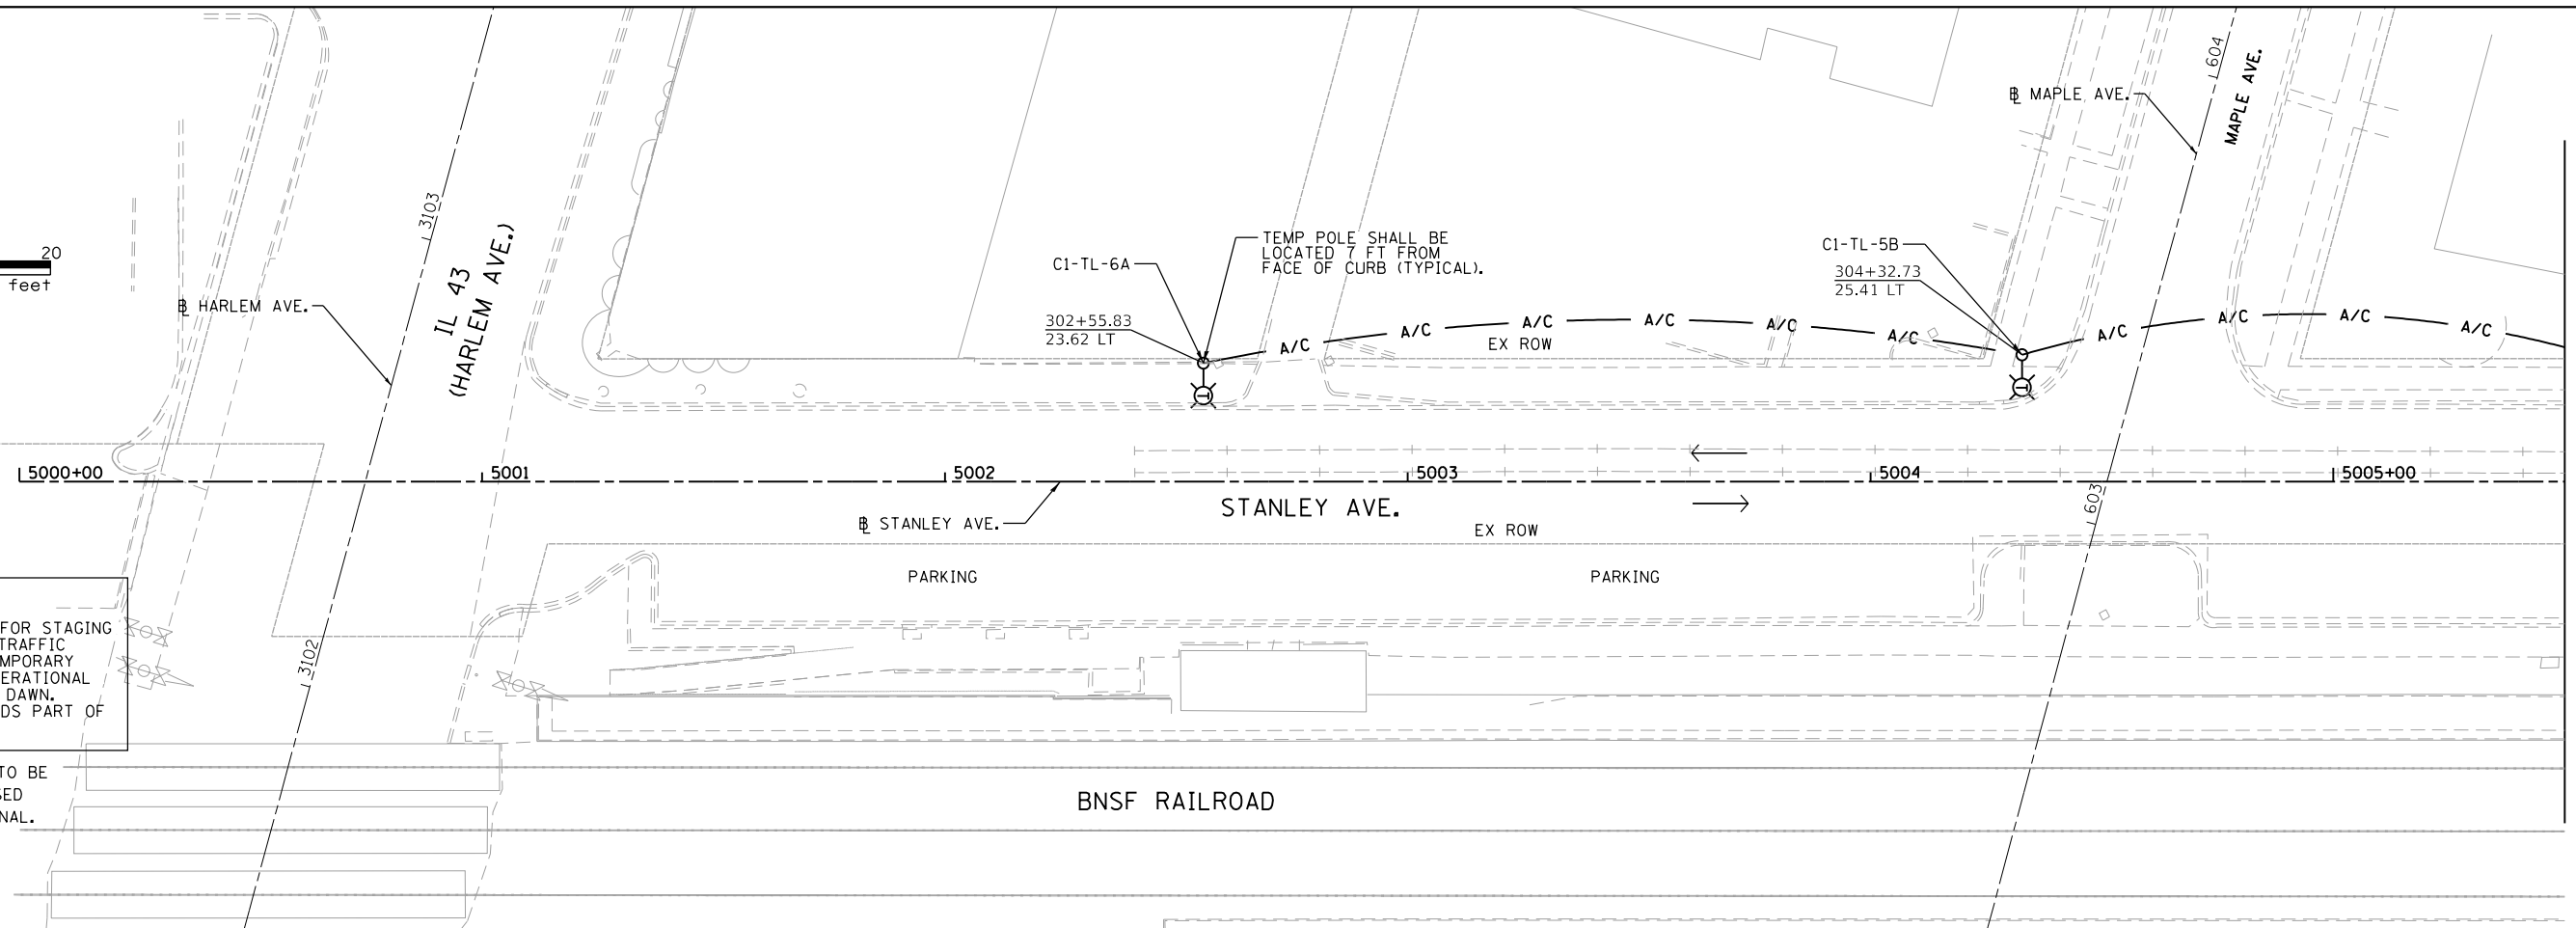 20
feet
℄ HARLEM AVE.
3103
IL 43
(HARLEM AVE.)
C1-TL-6A
TEMP POLE SHALL BE
LOCATED 7 FT FROM
FACE OF CURB (TYPICAL).
302+55.83
23.62 LT
A/C
A/C
A/C
A/C
A/C
A/C
EX ROW
C1-TL-5B
304+32.73
25.41 LT
℄ MAPLE AVE.
604
MAPLE AVE.
A/C
A/C
A/C
A/C
5000+00
5001
5002
5003
5004
5005+00
℄ STANLEY AVE.
STANLEY AVE.
EX ROW
603
PARKING
PARKING
3102
FOR STAGING
TRAFFIC
MPORARY
ERATIONAL
DAWN.
DS PART OF
TO BE
SED
NAL.
BNSF RAILROAD
T
T